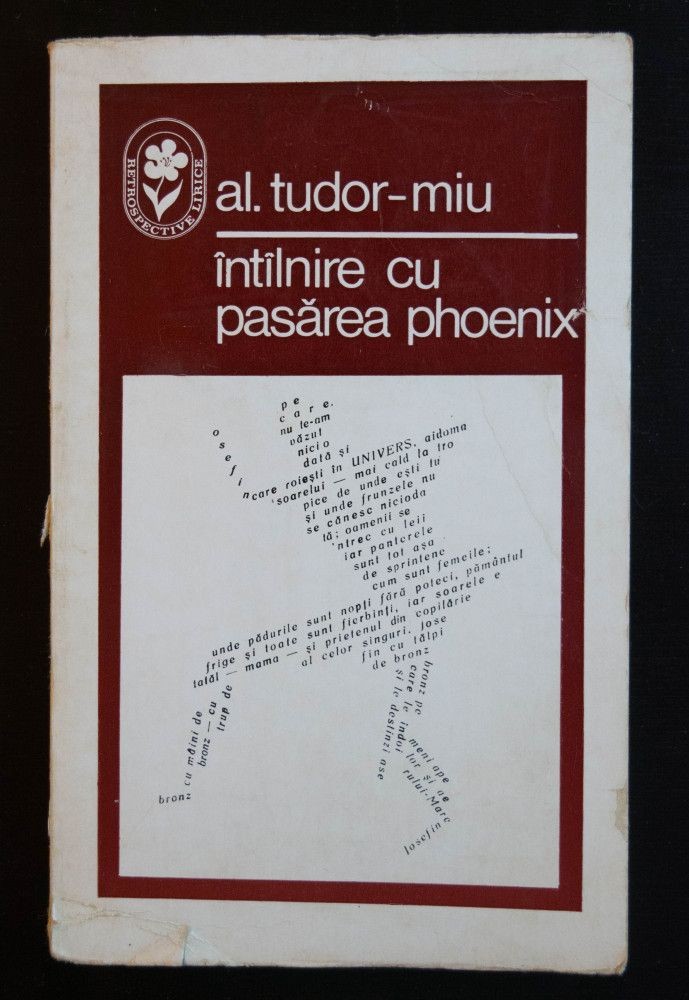 RETROSPECTIVE LIRICE
al. tudor-miu
întîlnire cu
pasărea phoenix
pe
care.
nu te-am
văzut
nicio
dată și
osefin
care roiești în UNIVERS, aidoma
soarelui — mai cald la tro
pice de unde ești tu
și unde frunzele nu
se cănesc nicioda
tă; oamenii se
'ntrec cu leii
iar panterele
sunt tot așa
de sprintene
cum sunt femeile;
unde pădurile sunt nopți fără poteci, pământul
frige și toate sunt fierbinți, iar soarele e
tatăl — mama — și prietenul din copilărie
al celor singuri, Jose
fin cu tălpi
de bronz
cu mâini de
bronz — cu
trup de
bronz
bronz pe
care le îndoi
și le destinzi ase
meni ape
lor și ae
rului-Marc
Iosefin